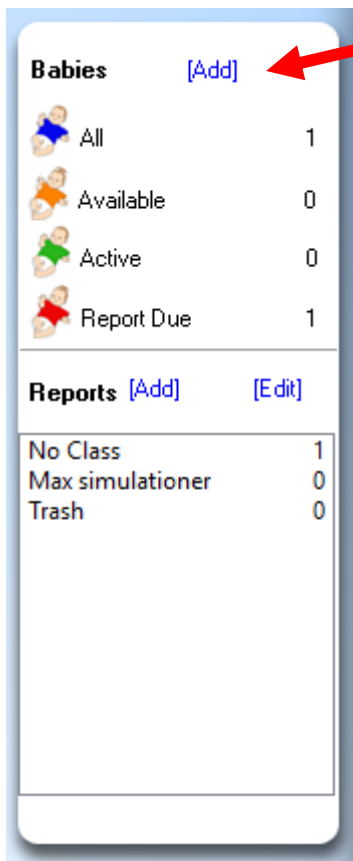 Babies [Add]
All 1
Available 0
Active 0
Report Due 1
Reports [Add] [Edit]
No Class 1
Max simulationer 0
Trash 0